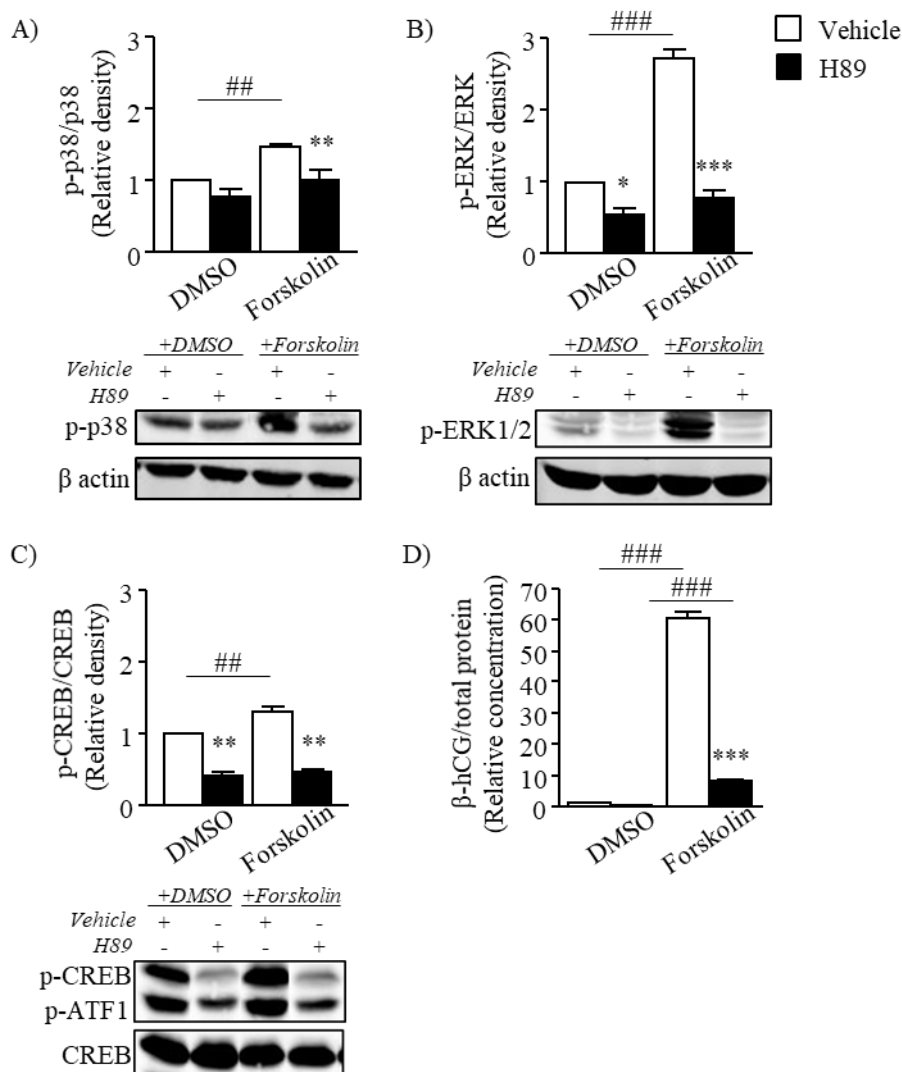 A)
3
2
1
0
p-p38/p38
(Relative density)
##
**
DMSO
Forskolin
+DMSO +Forskolin
Vehicle + - + -
H89 - + - +
p-p38
β actin
B)
3
2
1
0
p-ERK/ERK
(Relative density)
###
*
***
DMSO
Forskolin
Vehicle
H89
+DMSO +Forskolin
Vehicle + - + -
H89 - + - +
p-ERK1/2
β actin
C)
3
2
1
0
p-CREB/CREB
(Relative density)
##
**
**
DMSO
Forskolin
+DMSO +Forskolin
Vehicle + - + -
H89 - + - +
p-CREB
p-ATF1
CREB
D)
70
60
50
40
30
20
10
0
β-hCG/total protein
(Relative concentration)
###
###
***
DMSO
Forskolin